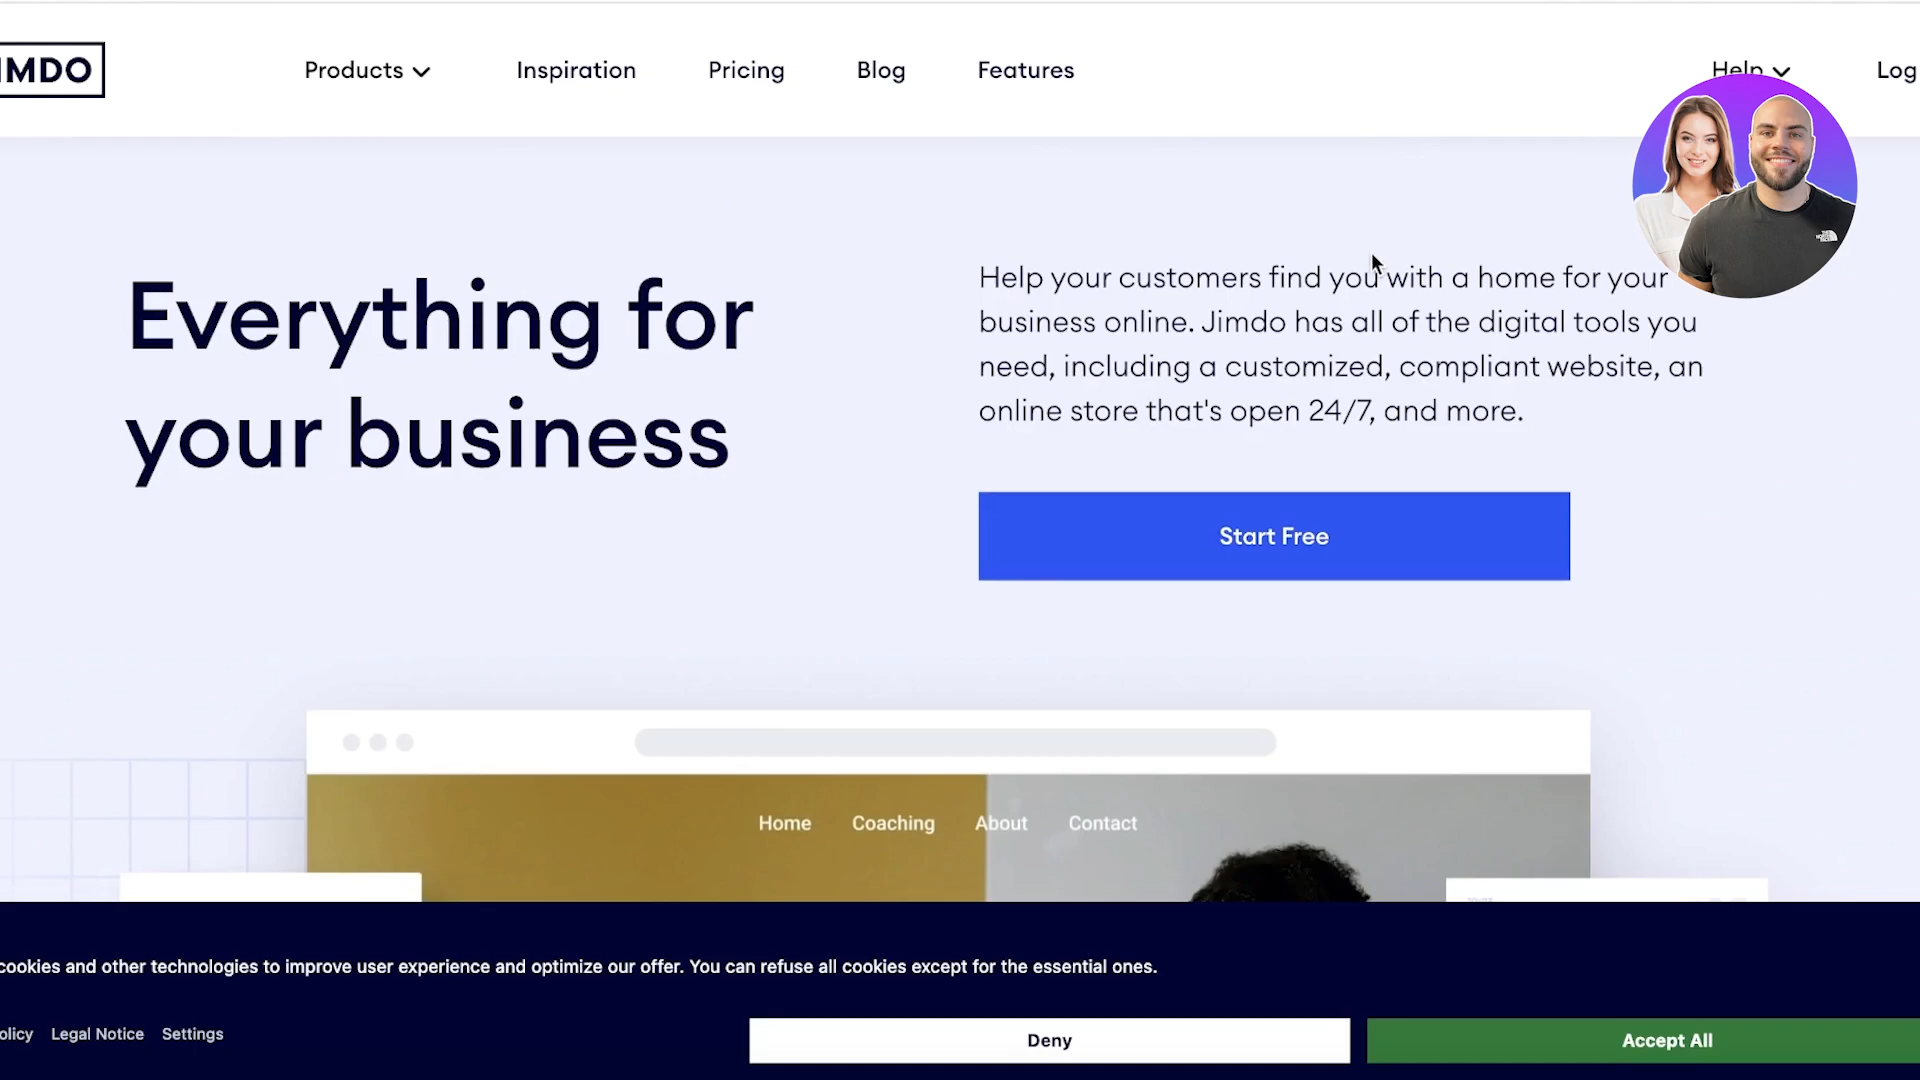 IMDO
Products
Inspiration
Pricing
Blog
Features
Help
Log
Everything for
your business
Help your customers find you with a home for your
business online. Jimdo has all of the digital tools you
need, including a customized, compliant website, an
online store that's open 24/7, and more.
Start Free
Home
Coaching
About
Contact
cookies and other technologies to improve user experience and optimize our offer. You can refuse all cookies except for the essential ones.
olicy
Legal Notice
Settings
Deny
Accept All